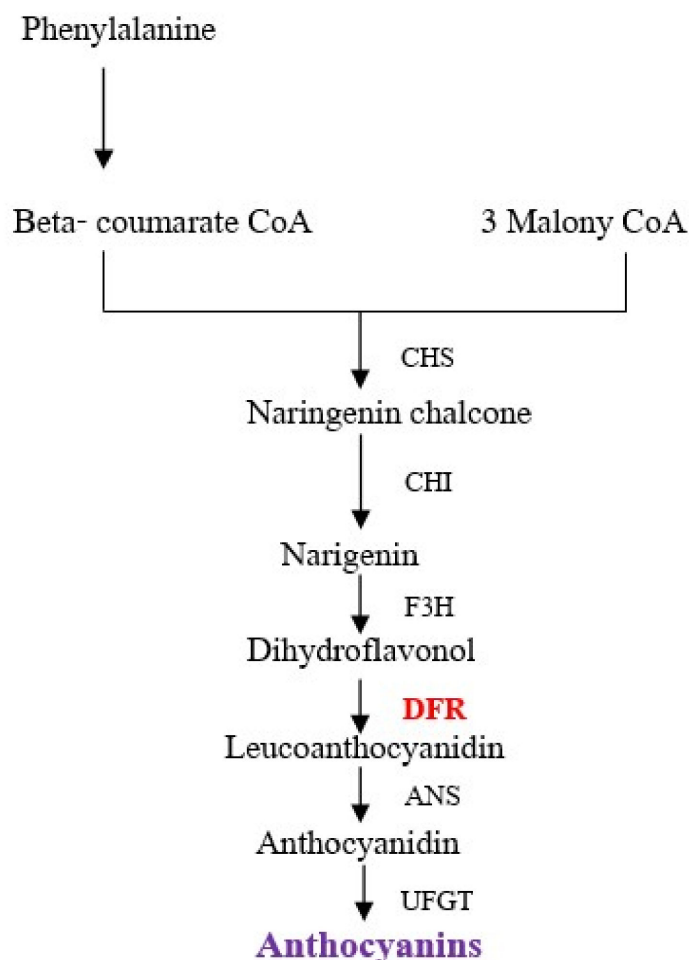 Phenylalanine
Beta- coumarate CoA
3 Malony CoA
CHS
Naringenin chalcone
CHI
Narigenin
F3H
Dihydroflavonol
DFR
Leucoanthocyanidin
ANS
Anthocyanidin
UFGT
Anthocyanins